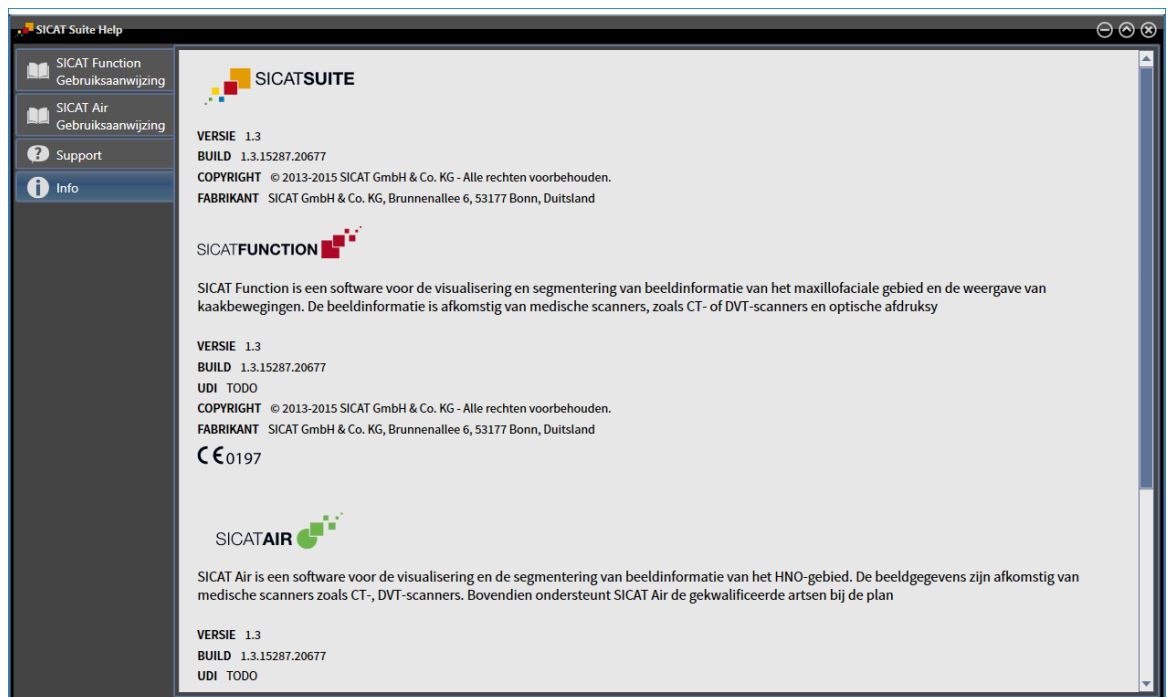 SICAT Suite Help
SICAT Function
Gebruiksaanwijzing
SICAT Air
Gebruiksaanwijzing
Support
Info
SICATSUITE
VERSIE 1.3
BUILD 1.3.15287.20677
COPYRIGHT © 2013-2015 SICAT GmbH & Co. KG - Alle rechten voorbehouden.
FABRIKANT SICAT GmbH & Co. KG, Brunnenallee 6, 53177 Bonn, Duitsland
SICATFUNCTION
SICAT Function is een software voor de visualisering en segmentering van beeldinformatie van het maxillofaciale gebied en de weergave van
kaakbewegingen. De beeldinformatie is afkomstig van medische scanners, zoals CT- of DVT-scanners en optische afdruksy
VERSIE 1.3
BUILD 1.3.15287.20677
UDI TODO
COPYRIGHT © 2013-2015 SICAT GmbH & Co. KG - Alle rechten voorbehouden.
FABRIKANT SICAT GmbH & Co. KG, Brunnenallee 6, 53177 Bonn, Duitsland
CE0197
SICATAIR
SICAT Air is een software voor de visualisering en de segmentering van beeldinformatie van het HNO-gebied. De beeldgegevens zijn afkomstig van
medische scanners zoals CT-, DVT-scanners. Bovendien ondersteunt SICAT Air de gekwalificeerde artsen bij de plan
VERSIE 1.3
BUILD 1.3.15287.20677
UDI TODO